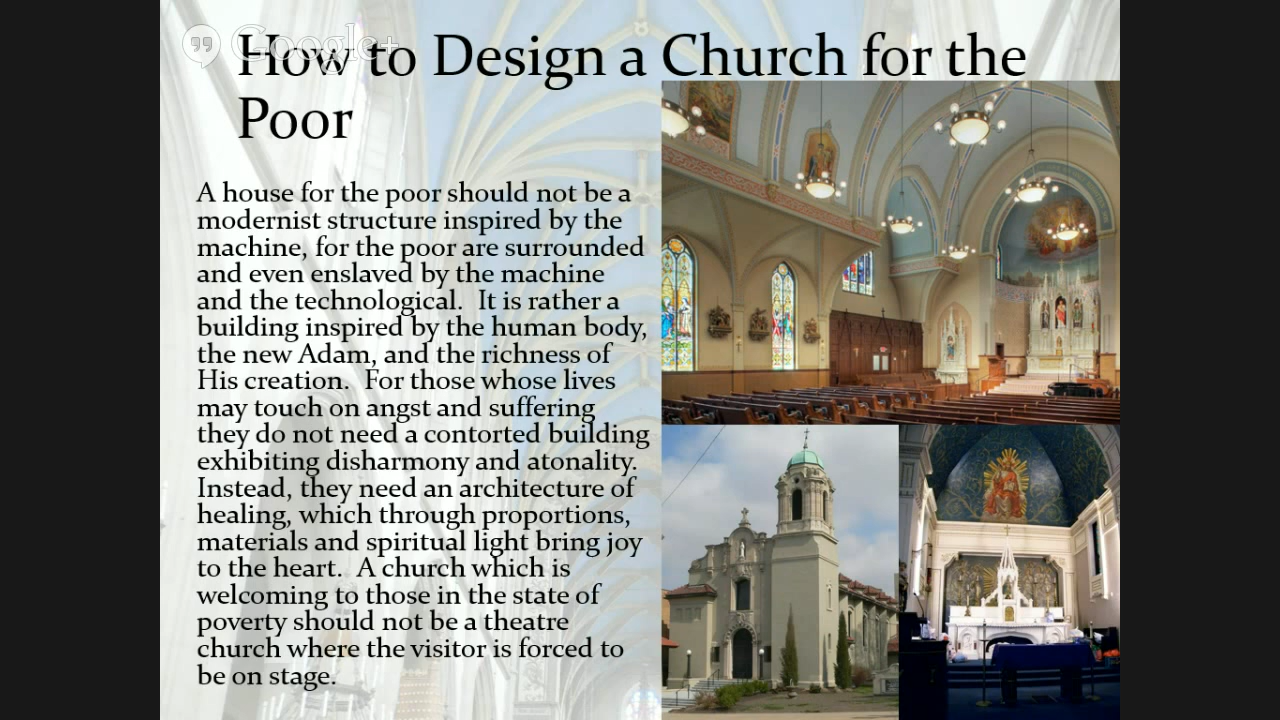 Google+
How to Design a Church for the
Poor
A house for the poor should not be a
modernist structure inspired by the
machine, for the poor are surrounded
and even enslaved by the machine
and the technological.  It is rather a
building inspired by the human body,
the new Adam, and the richness of
His creation.  For those whose lives
may touch on angst and suffering
they do not need a contorted building
exhibiting disharmony and atonality.
Instead, they need an architecture of
healing, which through proportions,
materials and spiritual light bring joy
to the heart.  A church which is
welcoming to those in the state of
poverty should not be a theatre
church where the visitor is forced to
be on stage.